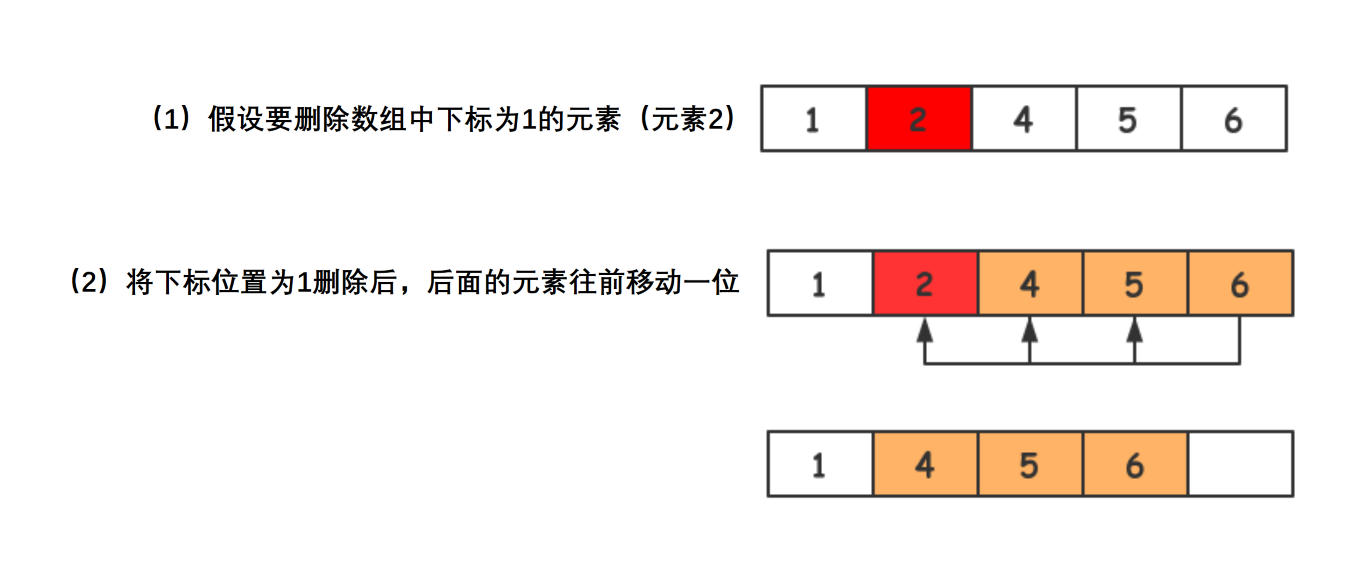 （1）假设要删除数组中下标为1的元素（元素2） 1 2 4 5 6
（2）将下标位置为1删除后，后面的元素往前移动一位 1 2 4 5 6
1 4 5 6